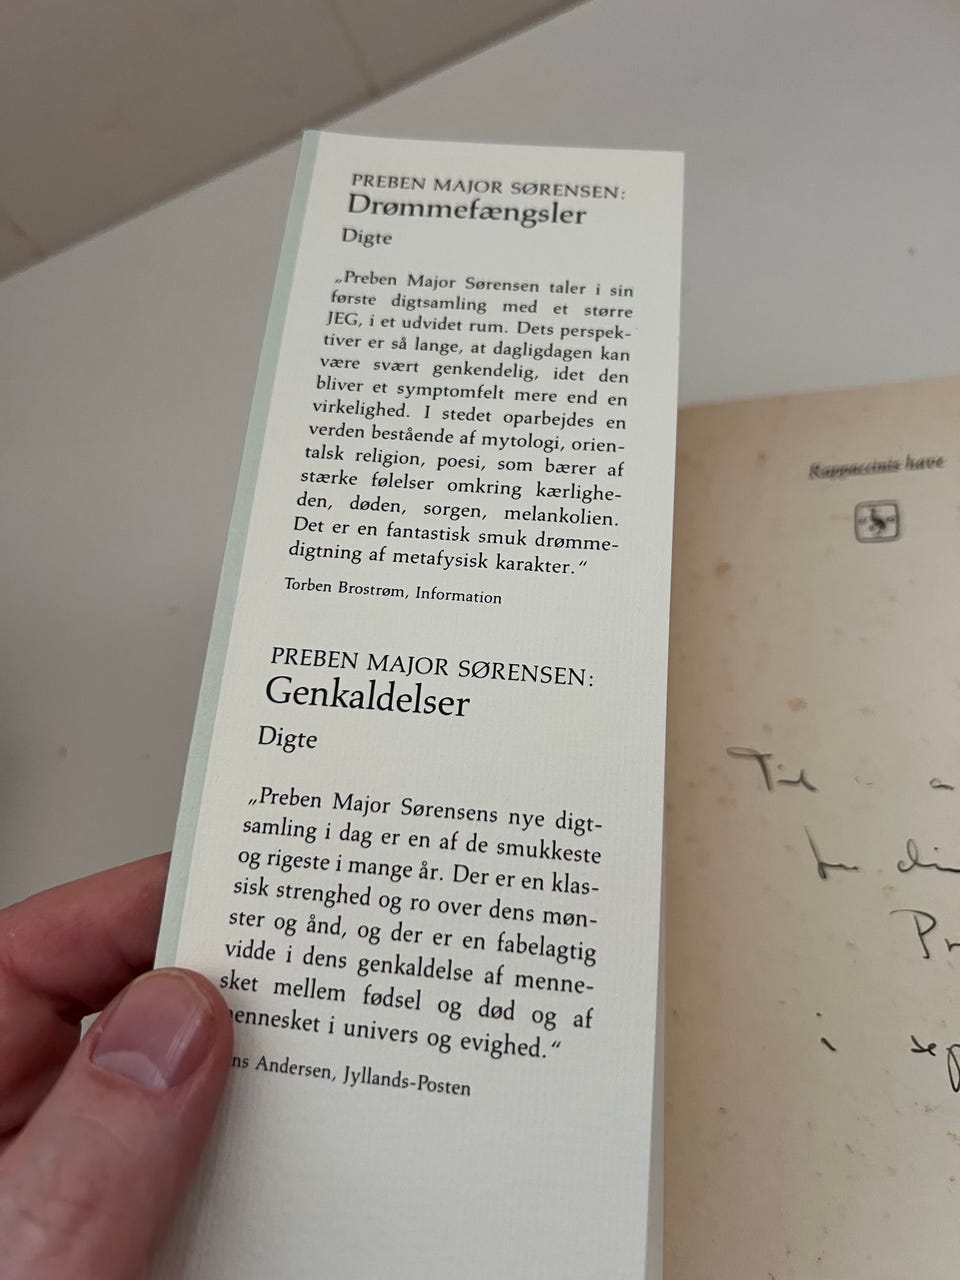 PREBEN MAJOR SØRENSEN:
Drømmefængsler
Digte
„Preben Major Sørensen taler i sin
første digtsamling med et større
JEG, i et udvidet rum. Dets perspek-
tiver er så lange, at dagligdagen kan
være svært genkendelig, idet den
bliver et symptomfelt mere end en
virkelighed. I stedet oparbejdes en
verden bestående af mytologi, orien-
talsk religion, poesi, som bærer af
stærke følelser omkring kærlighe-
den, døden, sorgen, melankolien.
Det er en fantastisk smuk drømme-
digtning af metafysisk karakter.“
Torben Brostrøm, Information
PREBEN MAJOR SØRENSEN:
Genkaldelser
Digte
„Preben Major Sørensens nye digt-
samling i dag er en af de smukkeste
og rigeste i mange år. Der er en klas-
sisk strenghed og ro over dens møn-
ster og ånd, og der er en fabelagtig
vidde i dens genkaldelse af menne-
sket mellem fødsel og død og af
mennesket i univers og evighed.“
ns Andersen, Jyllands-Posten
Rappaccinis have
Til